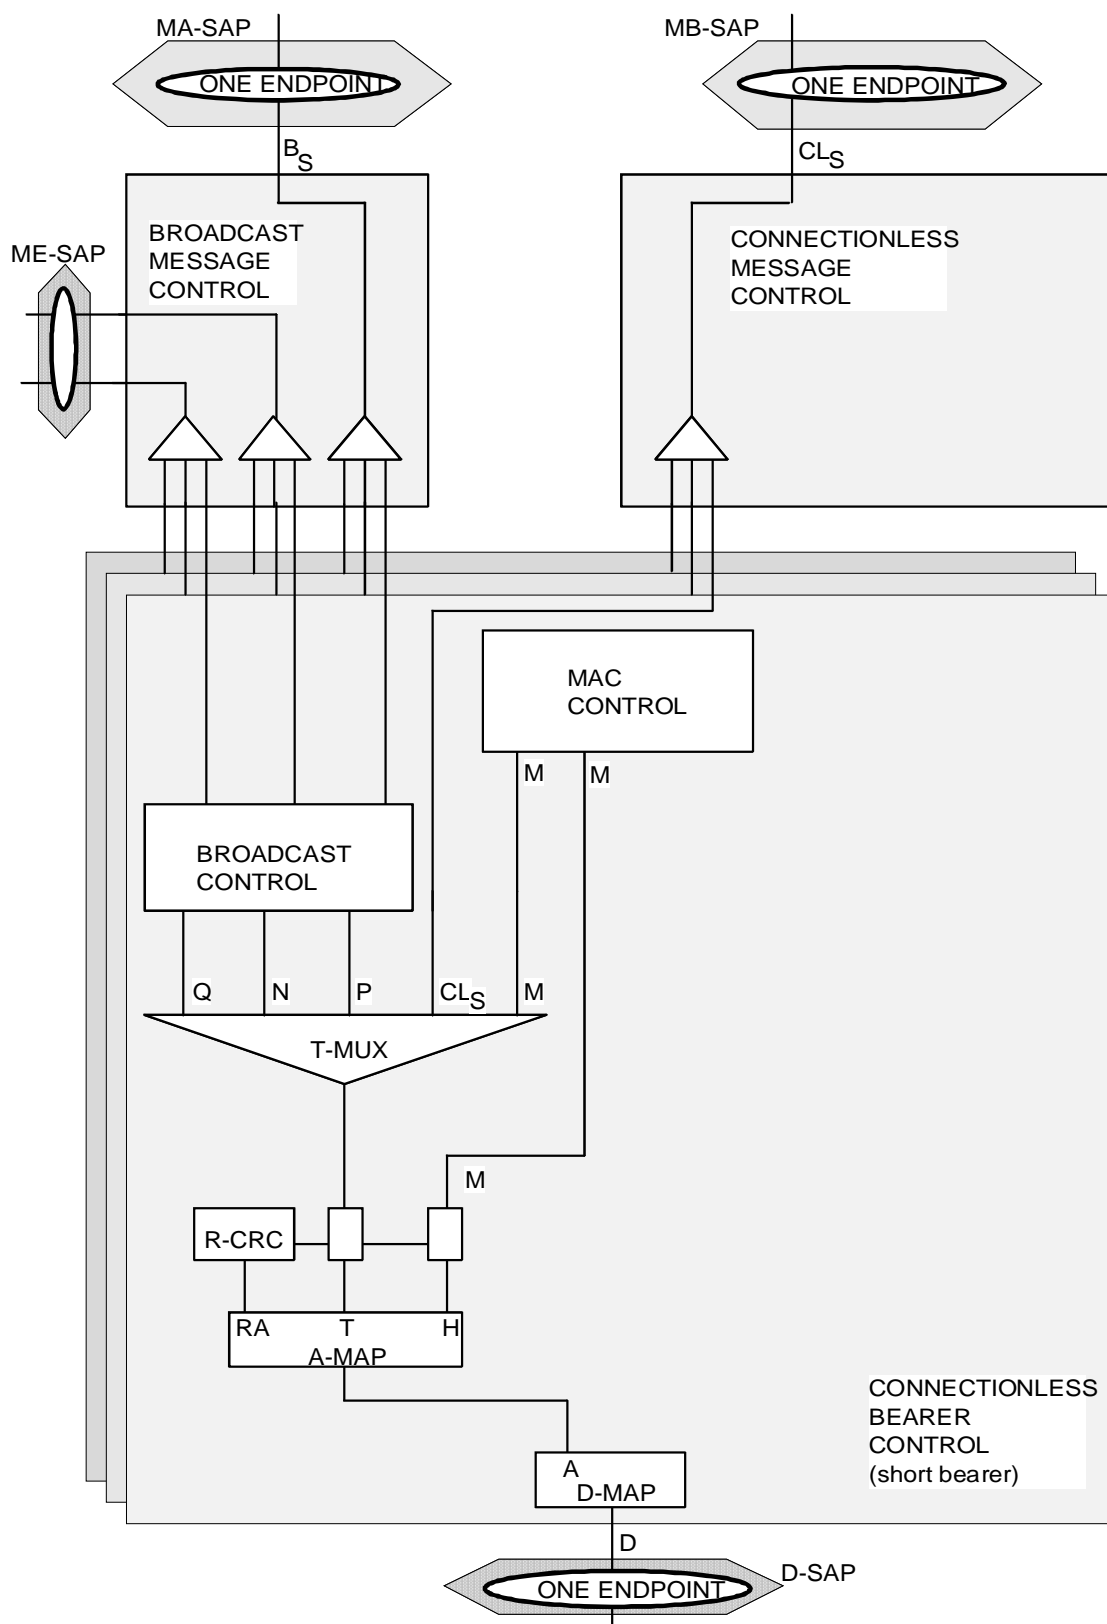 MA-SAP
MB-SAP
ONE ENDPOINT
ONE ENDPOINT
BS
CLS
ME-SAP
BROADCAST
MESSAGE
CONTROL
CONNECTIONLESS
MESSAGE
CONTROL
MAC
CONTROL
M
M
BROADCAST
CONTROL
Q
N
P
CLS
M
T-MUX
M
R-CRC
RA
T
H
A-MAP
CONNECTIONLESS
BEARER
CONTROL
(short bearer)
A
D-MAP
D
D-SAP
ONE ENDPOINT